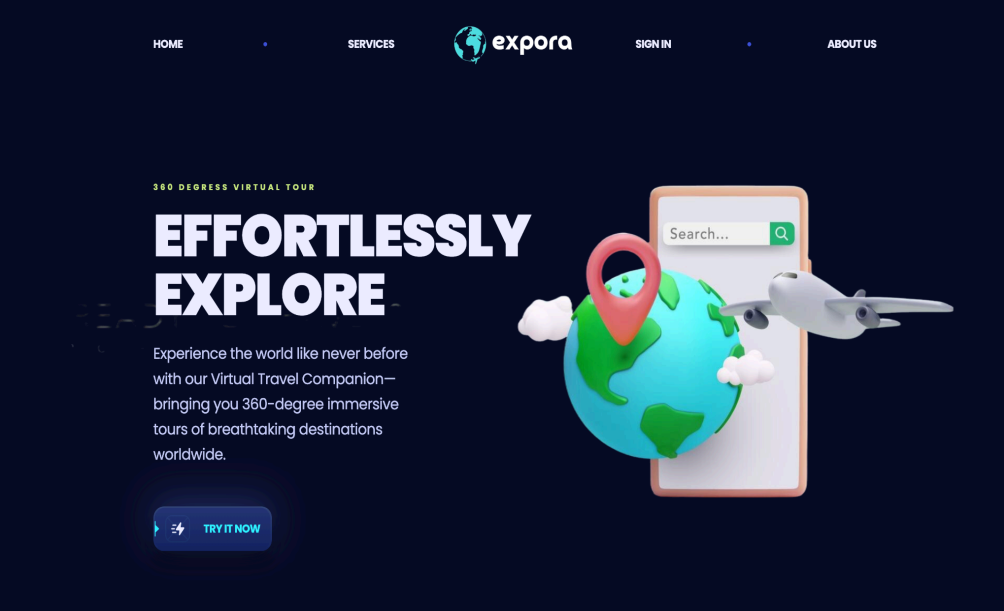 HOME
SERVICES
expora
SIGN IN
ABOUT US
360 DEGRESS VIRTUAL TOUR
EFFORTLESSLY
EXPLORE
Experience the world like never before
with our Virtual Travel Companion—
bringing you 360-degree immersive
tours of breathtaking destinations
worldwide.
Search...
TRY IT NOW